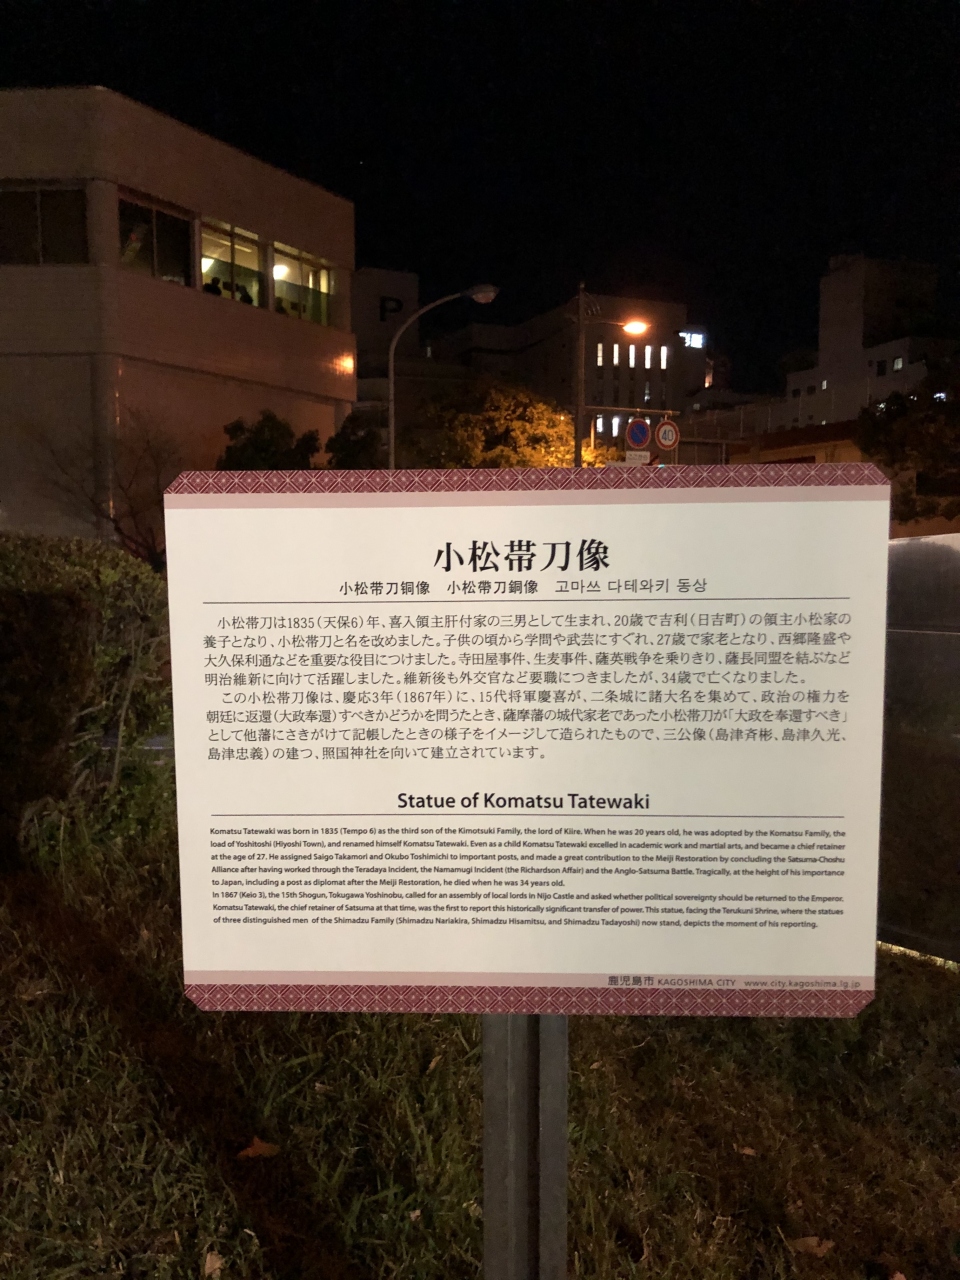 P
40
小松帯刀像
小松带刀铜像　小松帶刀銅像　고마쓰 다테와키 동상
小松帯刀は1835(天保6)年、喜入領主肝付家の三男として生まれ、20歳で吉利(日吉町)の領主小松家の
養子となり、小松帯刀と名を改めました。子供の頃から学問や武芸にすぐれ、27歳で家老となり、西郷隆盛や
大久保利通などを重要な役目につけました。寺田屋事件、生麦事件、薩英戦争を乗りきり、薩長同盟を結ぶなど
明治維新に向けて活躍しました。維新後も外交官など要職につきましたが、34歳で亡くなりました。
この小松帯刀像は、慶応3年(1867年)に、15代将軍慶喜が、二条城に諸大名を集めて、政治の権力を
朝廷に返還(大政奉還)すべきかどうかを問うたとき、薩摩藩の城代家老であった小松帯刀が「大政を奉還すべき」
として他藩にさきがけて記帳したときの様子をイメージして造られたもので、三公像(島津斉彬、島津久光、
島津忠義)の建つ、照国神社を向いて建立されています。
Statue of Komatsu Tatewaki
Komatsu Tatewaki was born in 1835 (Tempo 6) as the third son of the Kimotsuki Family, the lord of Kiire. When he was 20 years old, he was adopted by the Komatsu Family, the
load of Yoshitoshi (Hiyoshi Town), and renamed himself Komatsu Tatewaki. Even as a child Komatsu Tatewaki excelled in academic work and martial arts, and became a chief retainer
at the age of 27. He assigned Saigo Takamori and Okubo Toshimichi to important posts, and made a great contribution to the Meiji Restoration by concluding the Satsuma-Choshu
Alliance after having worked through the Teradaya Incident, the Namamugi Incident (the Richardson Affair) and the Anglo-Satsuma Battle. Tragically, at the height of his importance
to Japan, including a post as diplomat after the Meiji Restoration, he died when he was 34 years old.
In 1867 (Keio 3), the 15th Shogun, Tokugawa Yoshinobu, called for an assembly of local lords in Nijo Castle and asked whether political sovereignty should be returned to the Emperor.
Komatsu Tatewaki, the chief retainer of Satsuma at that time, was the first to report this historically significant transfer of power. This statue, facing the Terukuni Shrine, where the statues
of three distinguished men of the Shimadzu Family (Shimadzu Nariakira, Shimadzu Hisamitsu, and Shimadzu Tadayoshi) now stand, depicts the moment of his reporting.
鹿児島市 KAGOSHIMA CITY www.city.kagoshima.lg.jp